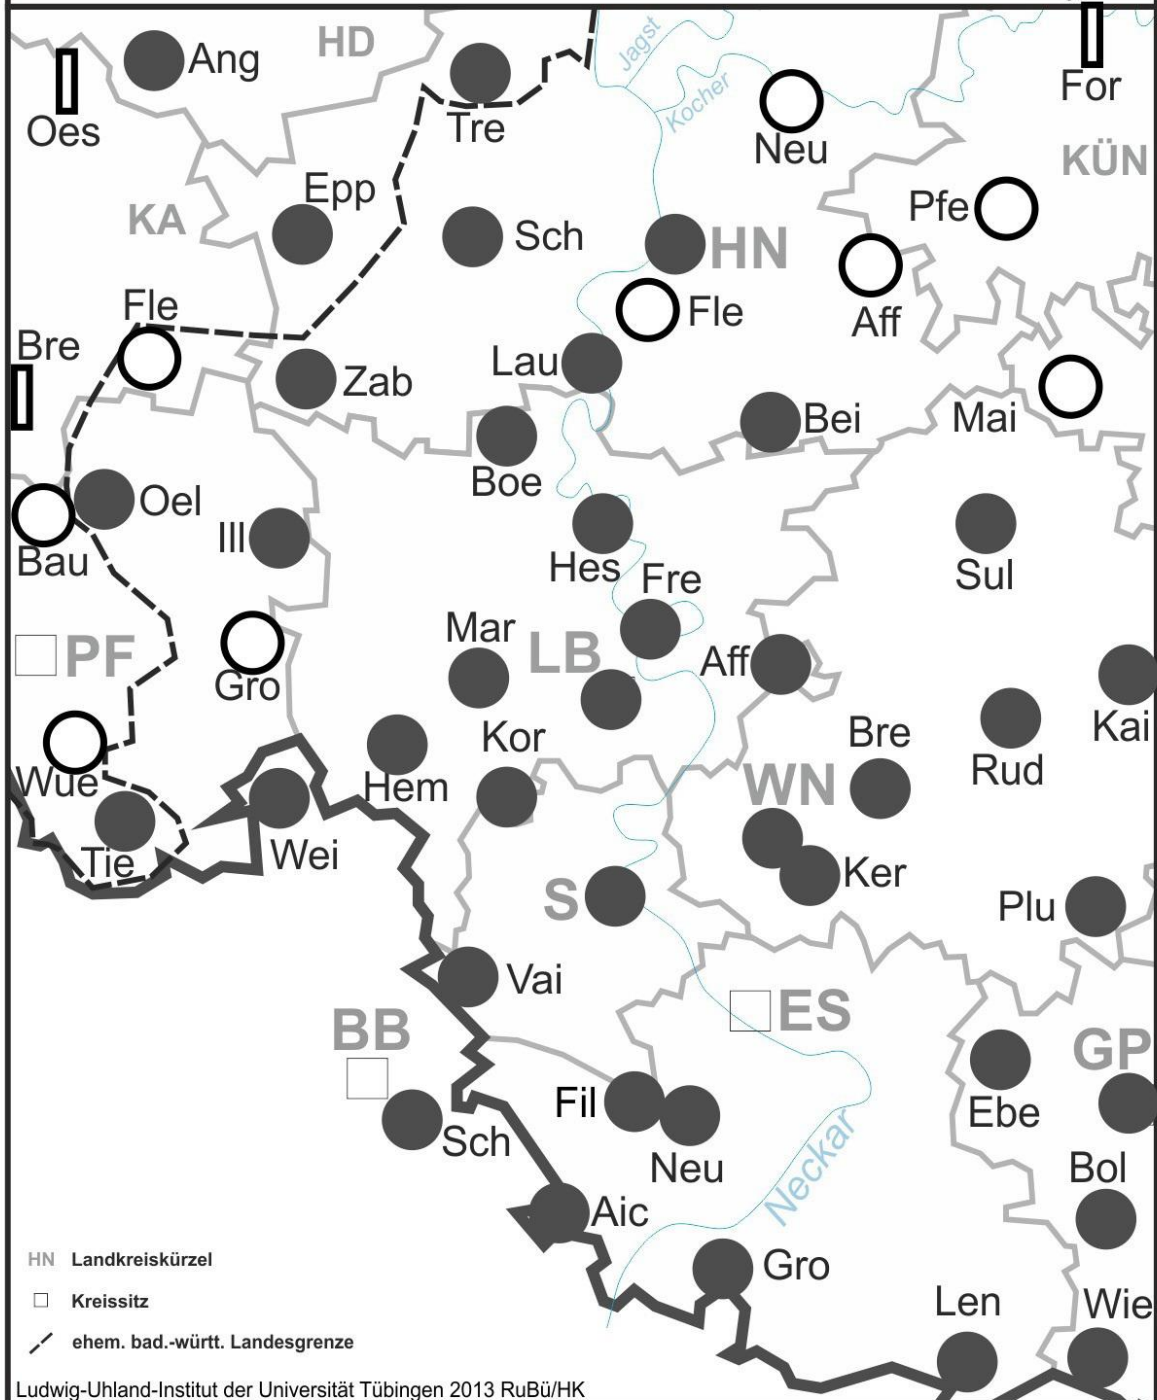 Ang
HD
Jagst
For
Oes
Tre
Kocher
Neu
KÜN
Epp
KA
Sch
Pfe
HN
Fle
Fle
Aff
Bre
Lau
Zab
Bei
Mai
Boe
Oel
Ill
Bau
Hes
Sul
Fre
Mar
PF
LB
Aff
Gro
Kai
Kor
Bre
Rud
Wue
Hem
WN
Tie
Wei
Ker
S
Plu
Vai
ES
BB
GP
Fil
Ebe
Sch
Neu
Neckar
Bol
Aic
Gro
HN Landkreiskürzel
Kreissitz
Len
Wie
ehem. bad.-württ. Landesgrenze
Ludwig-Uhland-Institut der Universität Tübingen 2013 RuBü/HK